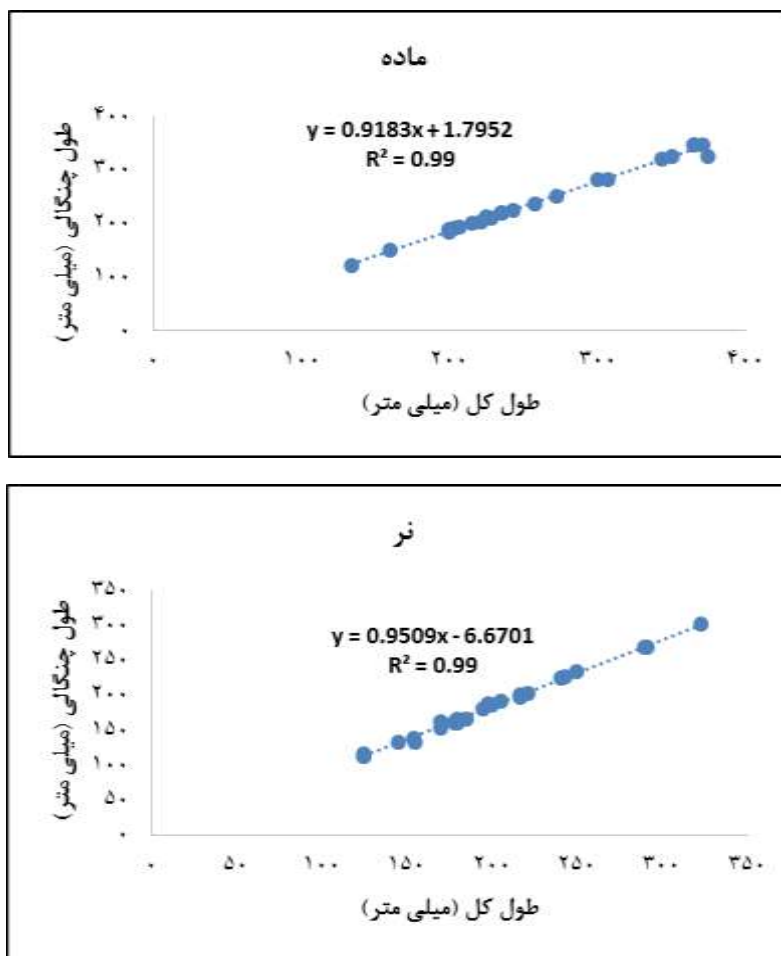 ماده
y = 0.9183x + 1.7952
R² = 0.99
طول چنگالی (میلی متر)
۴۰۰
۳۰۰
۲۰۰
۱۰۰
۰
۰ ۱۰۰ ۲۰۰ ۳۰۰ ۴۰۰
طول کل (میلی متر)
نر
y = 0.9509x - 6.6701
R² = 0.99
طول چنگالی (میلی متر)
۳۵۰
۳۰۰
۲۵۰
۲۰۰
۱۵۰
۱۰۰
۵۰
۰
۰ ۵۰ ۱۰۰ ۱۵۰ ۲۰۰ ۲۵۰ ۳۰۰ ۳۵۰
طول کل (میلی متر)